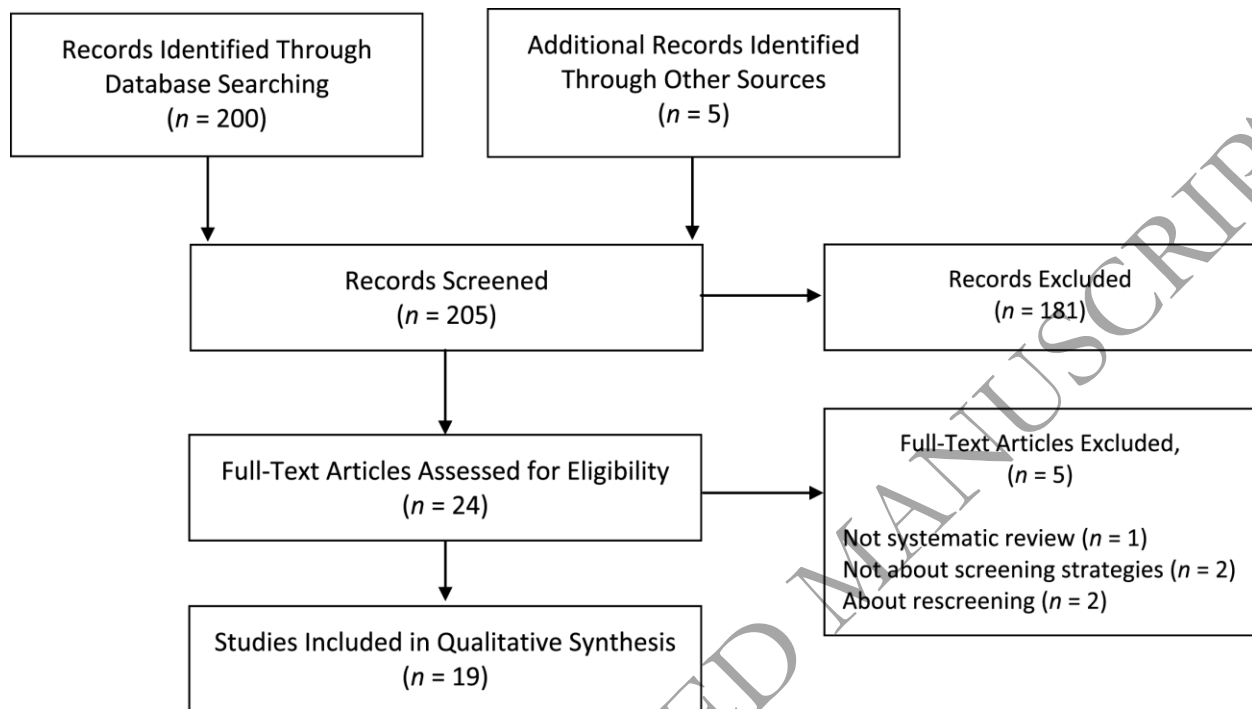 Records Identified Through
Database Searching
(n = 200)
Additional Records Identified
Through Other Sources
(n = 5)
Records Screened
(n = 205)
Records Excluded
(n = 181)
Full-Text Articles Assessed for Eligibility
(n = 24)
Full-Text Articles Excluded,
(n = 5)
Not systematic review (n = 1)
Not about screening strategies (n = 2)
About rescreening (n = 2)
Studies Included in Qualitative Synthesis
(n = 19)
MANUSCRIPT